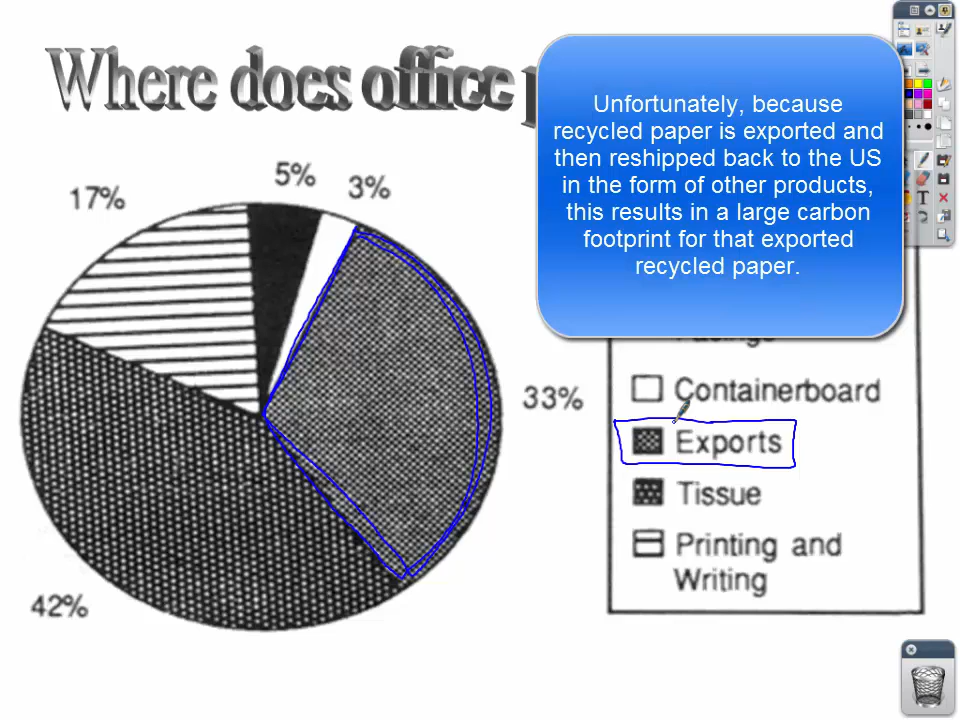 Where does office
Unfortunately, because
recycled paper is exported and
then reshipped back to the US
in the form of other products,
this results in a large carbon
footprint for that exported
recycled paper.
5%
3%
17%
33%
42%
Containerboard
Exports
Tissue
Printing and
Writing